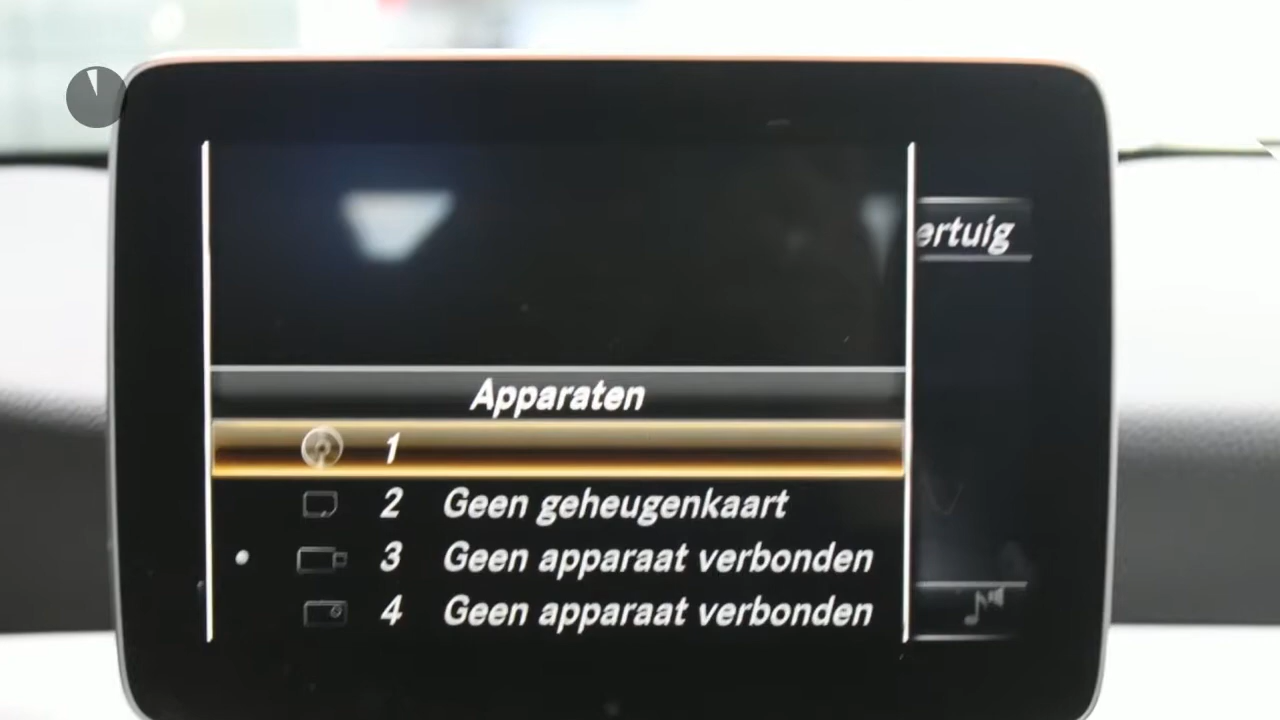 ertuig
Apparaten
1
2 Geen geheugenkaart
3 Geen apparaat verbonden
4 Geen apparaat verbonden